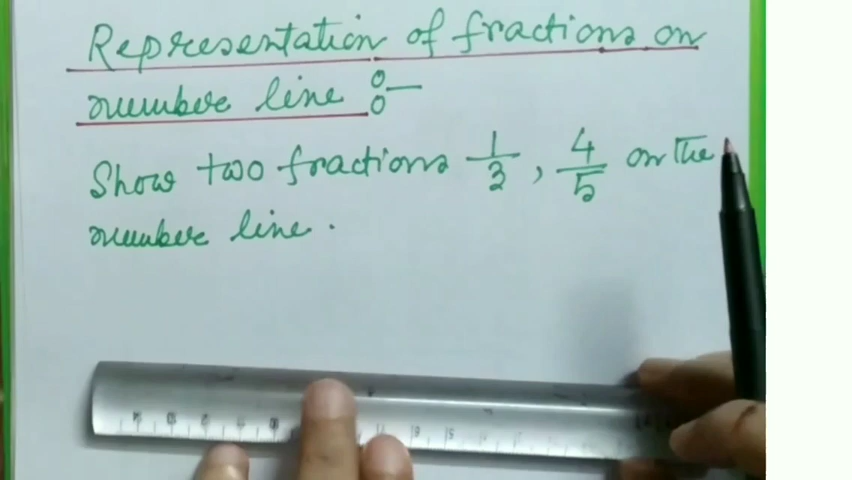 Representation of fractions on
number line :-
Show two fractions 1/3, 4/5 on the
number line.